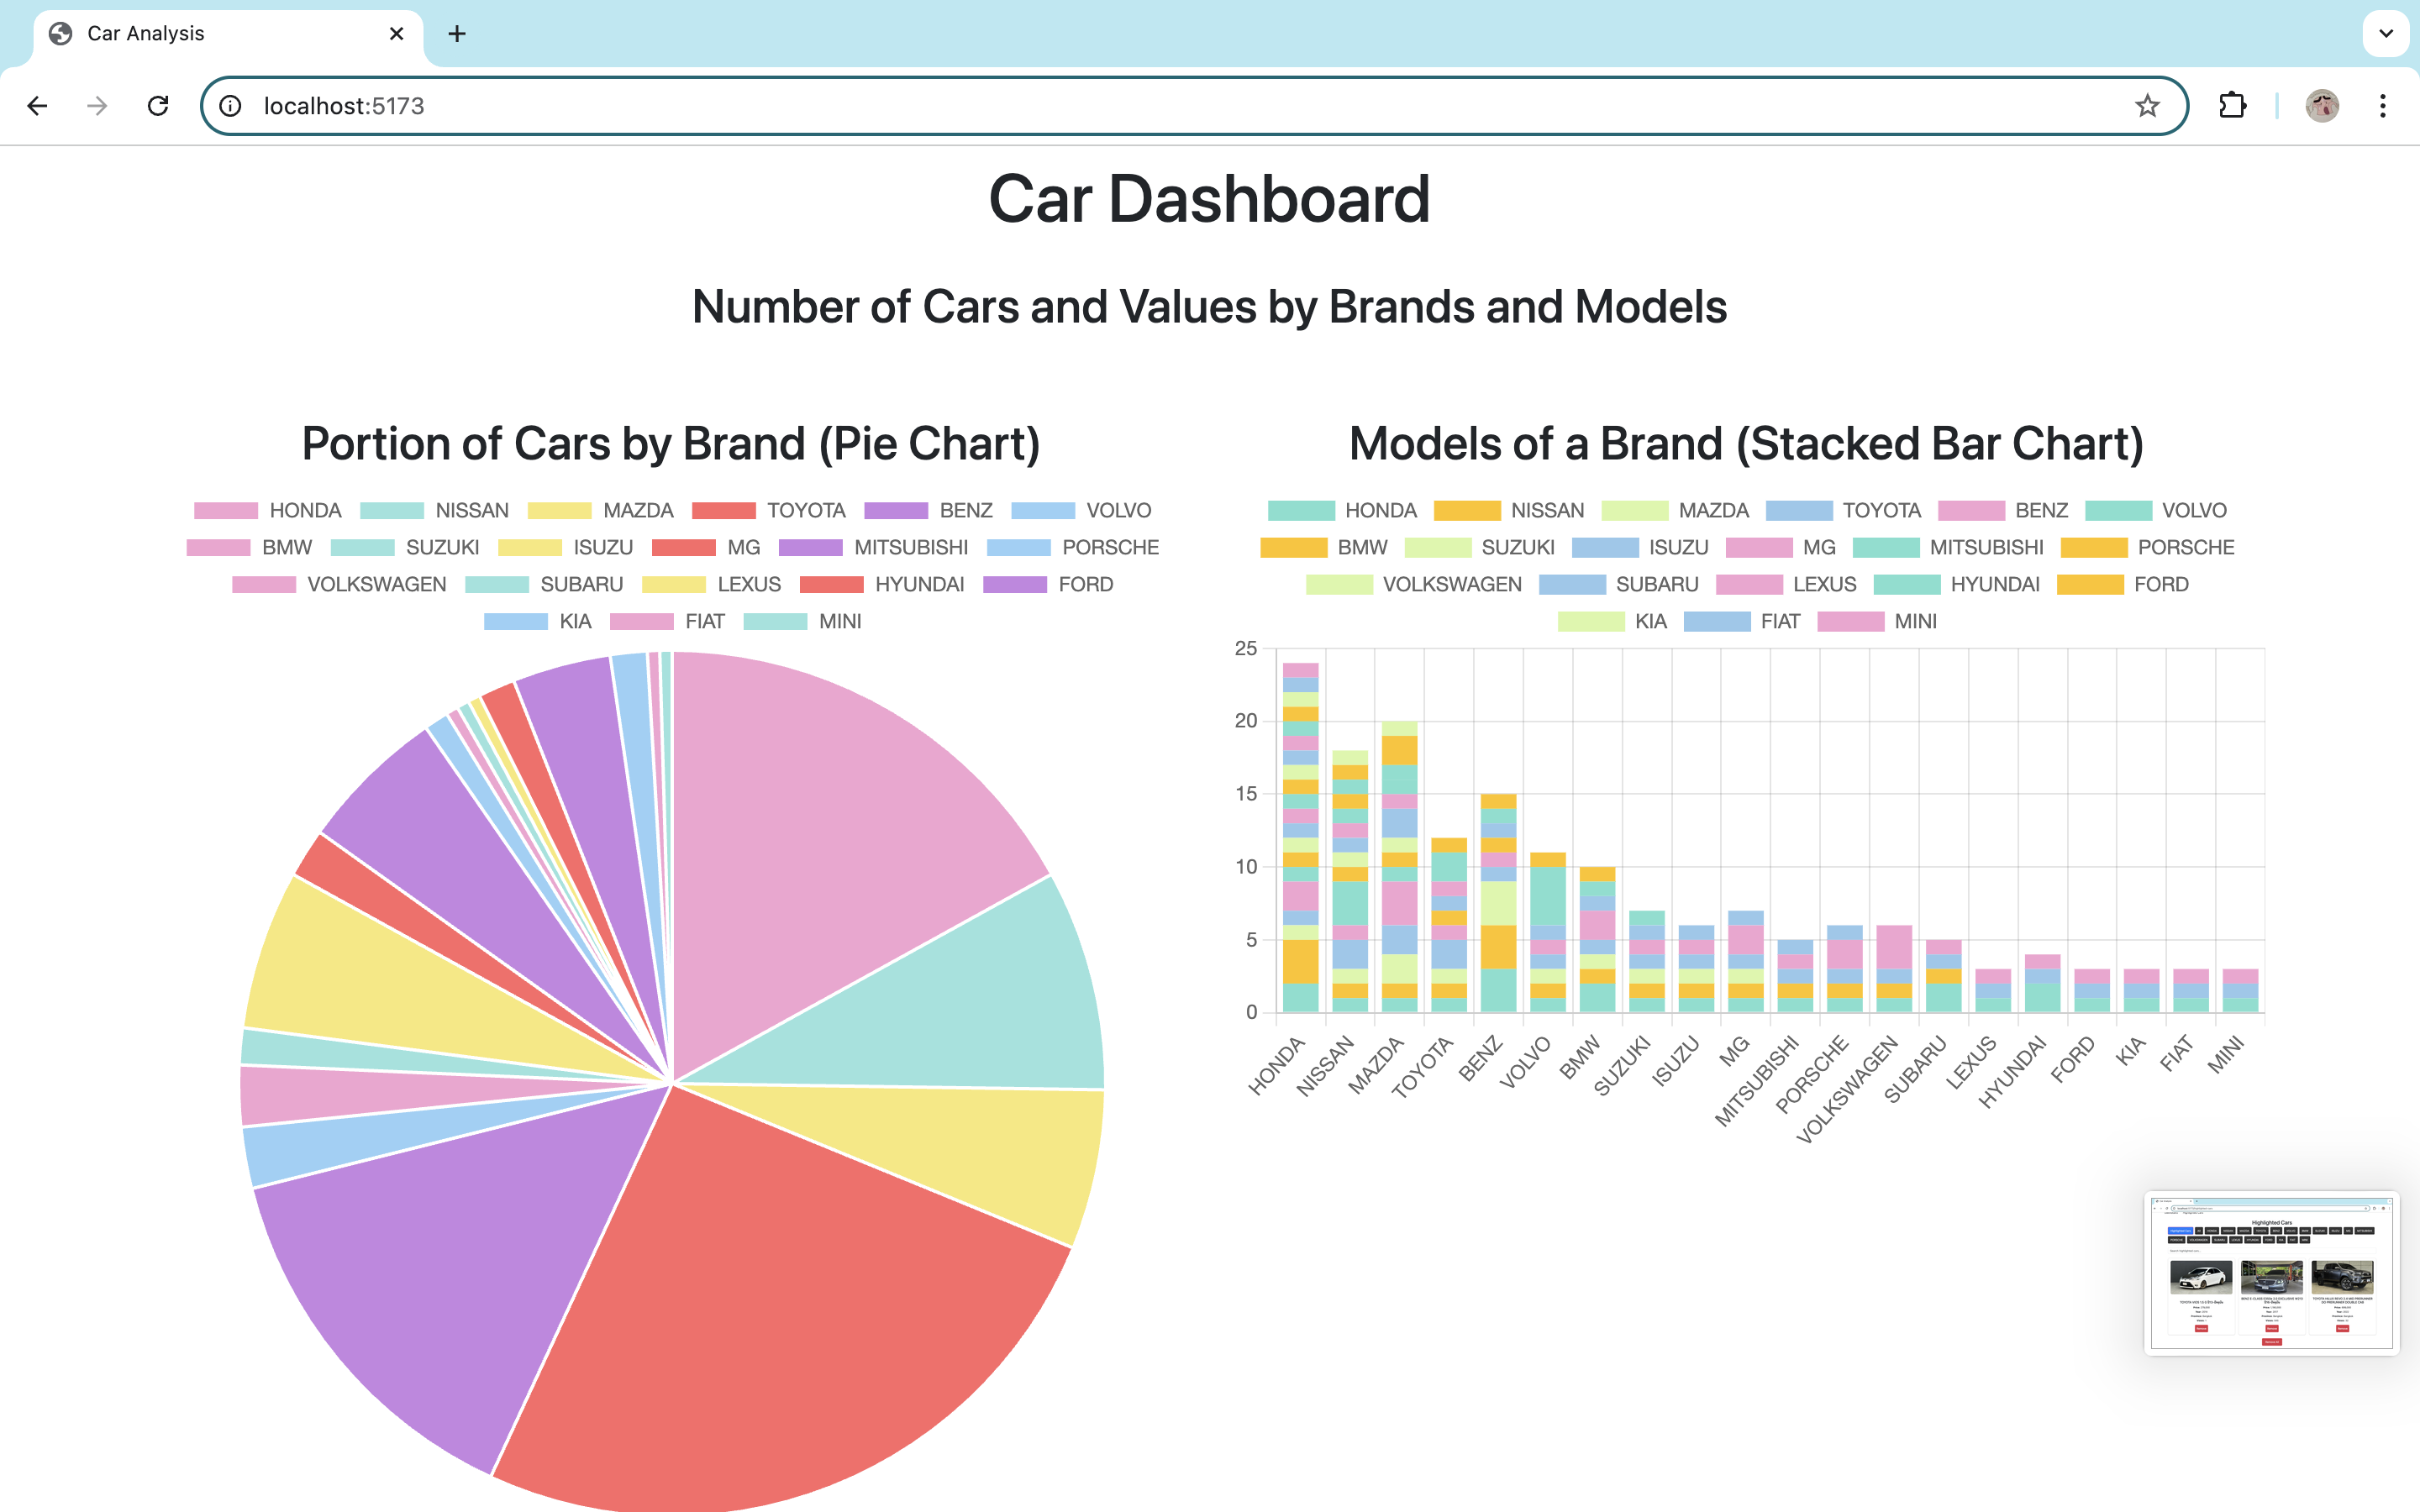 Car Analysis
localhost:5173
Car Dashboard
Number of Cars and Values by Brands and Models
Portion of Cars by Brand (Pie Chart)
HONDA NISSAN MAZDA TOYOTA BENZ VOLVO
BMW SUZUKI ISUZU MG MITSUBISHI PORSCHE
VOLKSWAGEN SUBARU LEXUS HYUNDAI FORD
KIA FIAT MINI
Models of a Brand (Stacked Bar Chart)
HONDA NISSAN MAZDA TOYOTA BENZ VOLVO
BMW SUZUKI ISUZU MG MITSUBISHI PORSCHE
VOLKSWAGEN SUBARU LEXUS HYUNDAI FORD
KIA FIAT MINI
25
20
15
10
5
0
HONDA NISSAN MAZDA TOYOTA BENZ VOLVO BMW SUZUKI ISUZU MG MITSUBISHI PORSCHE VOLKSWAGEN SUBARU LEXUS HYUNDAI FORD KIA FIAT MINI
Highlighted Cars